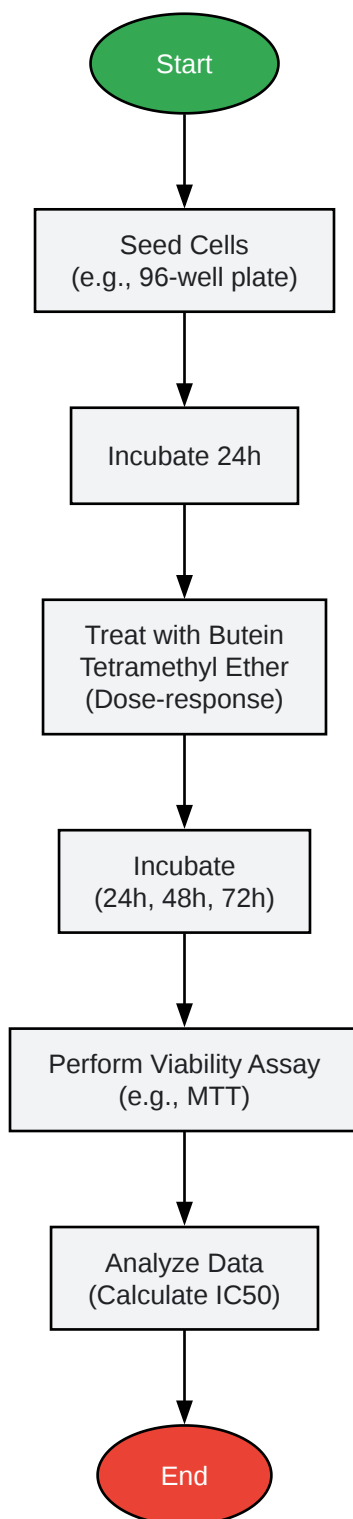 Start
Seed Cells
(e.g., 96-well plate)
Incubate 24h
Treat with Butein
Tetramethyl Ether
(Dose-response)
Incubate
(24h, 48h, 72h)
Perform Viability Assay
(e.g., MTT)
Analyze Data
(Calculate IC50)
End